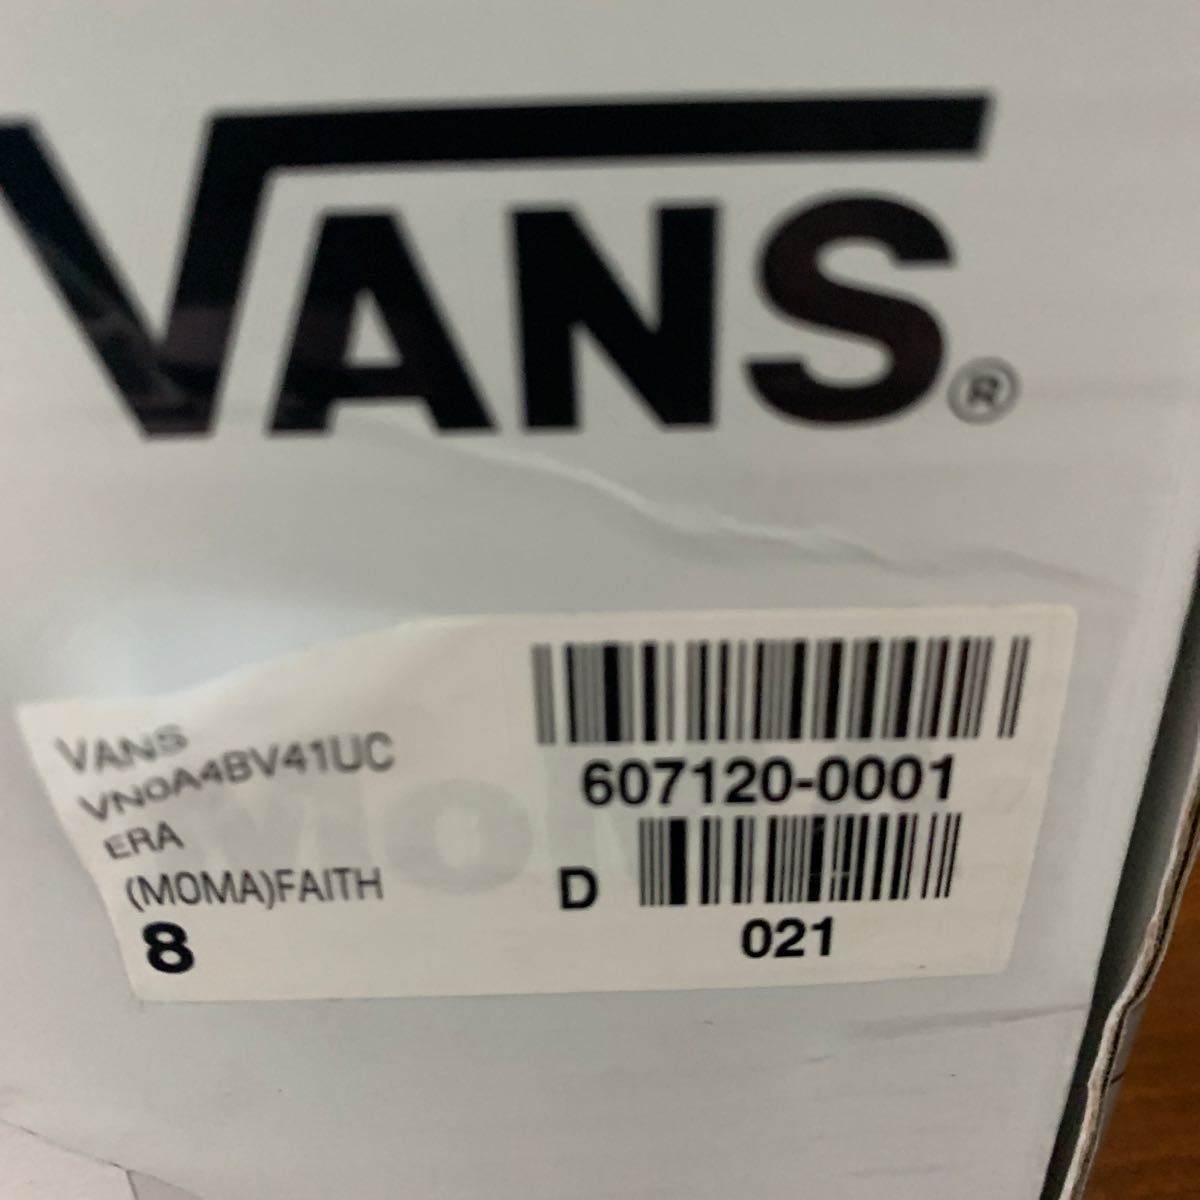 VANS®
VANS
VN0A4BV41UC
ERA
(MOMA)FAITH
8
607120-0001
D
021